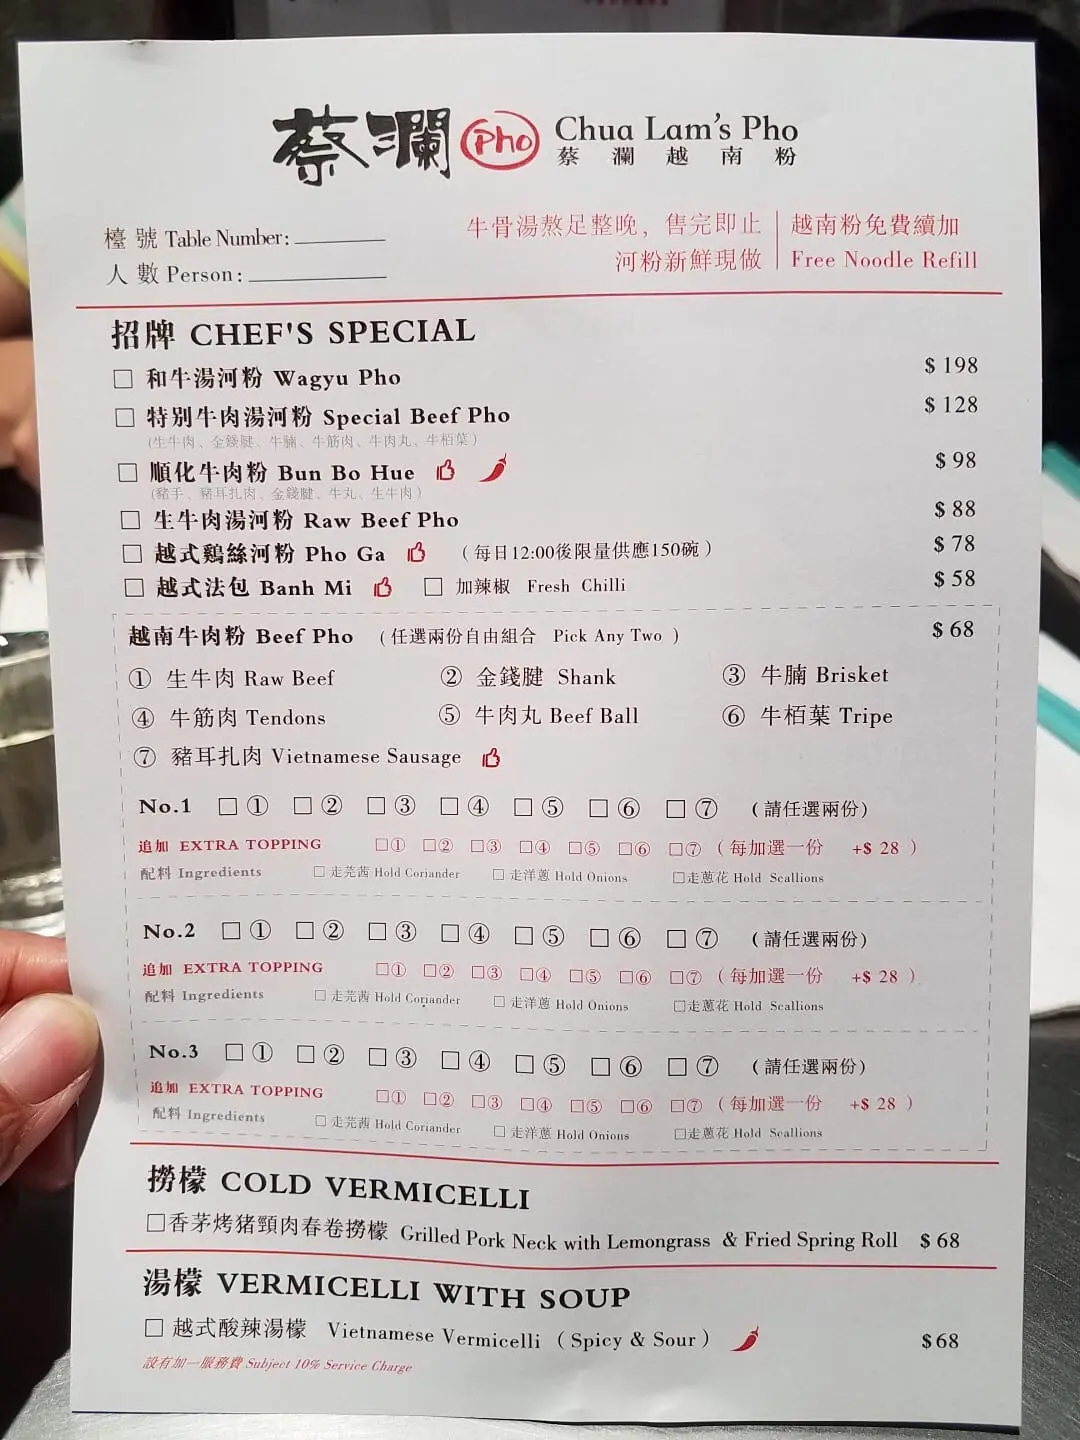 蔡瀾 Pho Chua Lam's Pho
蔡瀾越南粉
檯號 Table Number:
人數 Person:
牛骨湯熬足整晚，售完即止
河粉新鮮現做
越南粉免費續加
Free Noodle Refill
招牌 CHEF'S SPECIAL
□ 和牛湯河粉 Wagyu Pho $ 198
□ 特別牛肉湯河粉 Special Beef Pho $ 128
(生牛肉、金錢腱、牛腩、牛筋肉、牛肉丸、牛栢葉)
□ 順化牛肉粉 Bun Bo Hue $ 98
(豬手、豬耳扎肉、金錢腱、牛丸、生牛肉)
□ 生牛肉湯河粉 Raw Beef Pho $ 88
□ 越式鷄絲河粉 Pho Ga (每日12:00後限量供應150碗) $ 78
□ 越式法包 Banh Mi □ 加辣椒 Fresh Chilli $ 58
越南牛肉粉 Beef Pho (任選兩份自由組合 Pick Any Two) $ 68
① 生牛肉 Raw Beef ② 金錢腱 Shank ③ 牛腩 Brisket
④ 牛筋肉 Tendons ⑤ 牛肉丸 Beef Ball ⑥ 牛栢葉 Tripe
⑦ 豬耳扎肉 Vietnamese Sausage
No.1 □ ① □ ② □ ③ □ ④ □ ⑤ □ ⑥ □ ⑦ (請任選兩份)
追加 EXTRA TOPPING □① □② □③ □④ □⑤ □⑥ □⑦ (每加選一份 +$ 28)
配料 Ingredients □ 走芫茜 Hold Coriander □ 走洋蔥 Hold Onions □走蔥花 Hold Scallions
No.2 □ ① □ ② □ ③ □ ④ □ ⑤ □ ⑥ □ ⑦ (請任選兩份)
追加 EXTRA TOPPING □① □② □③ □④ □⑤ □⑥ □⑦ (每加選一份 +$ 28)
配料 Ingredients □ 走芫茜 Hold Coriander □ 走洋蔥 Hold Onions □走蔥花 Hold Scallions
No.3 □ ① □ ② □ ③ □ ④ □ ⑤ □ ⑥ □ ⑦ (請任選兩份)
追加 EXTRA TOPPING □① □② □③ □④ □⑤ □⑥ □⑦ (每加選一份 +$ 28)
配料 Ingredients □ 走芫茜 Hold Coriander □ 走洋蔥 Hold Onions □走蔥花 Hold Scallions
撈檬 COLD VERMICELLI
□香茅烤猪頸肉春卷撈檬 Grilled Pork Neck with Lemongrass & Fried Spring Roll $ 68
湯檬 VERMICELLI WITH SOUP
□ 越式酸辣湯檬 Vietnamese Vermicelli (Spicy & Sour) $68
設有加一服務費 Subject 10% Service Charge